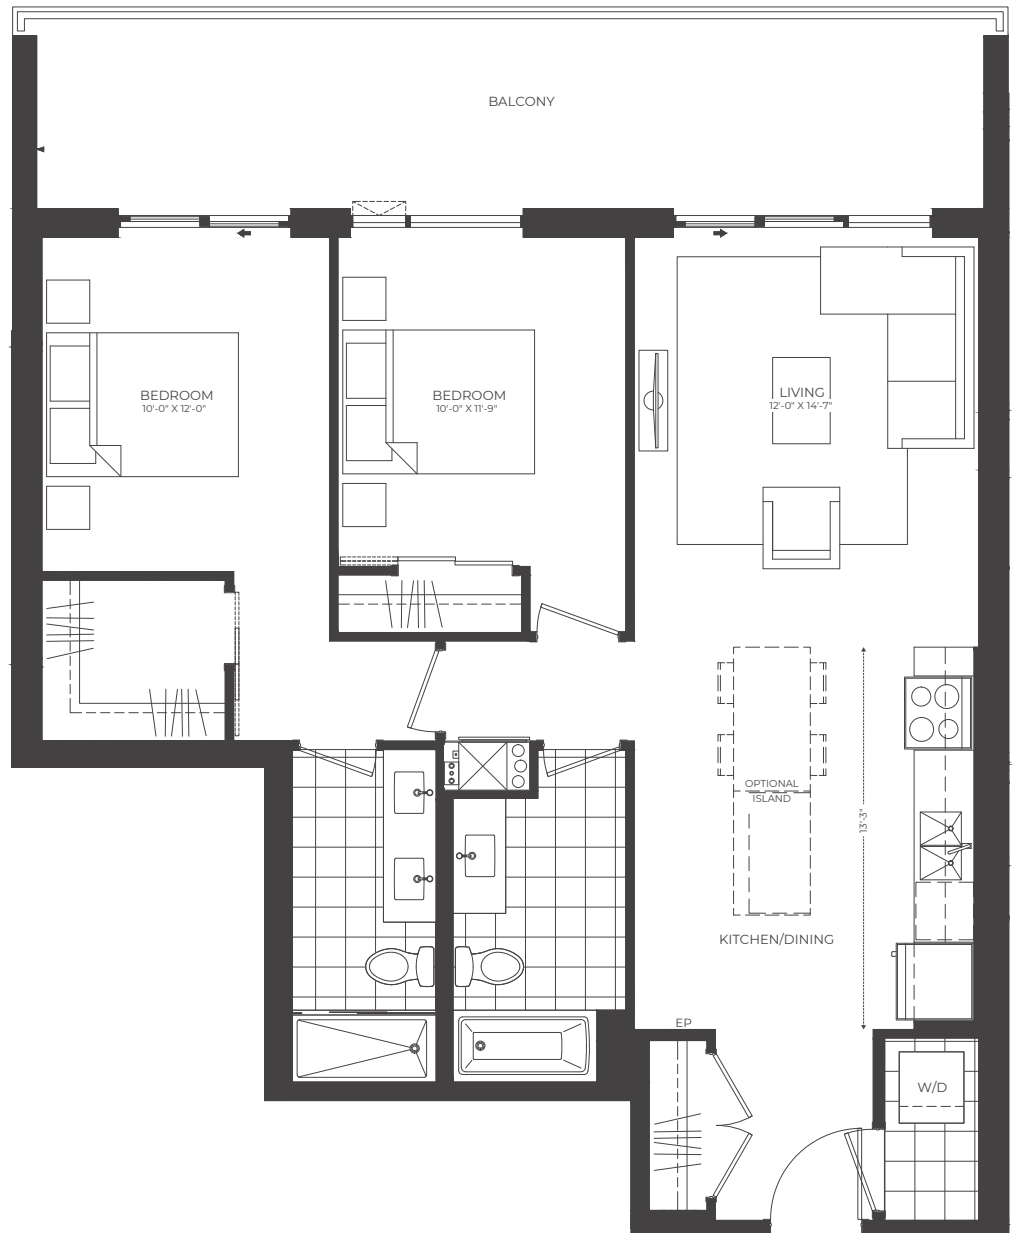 BALCONY
BEDROOM
10'-0" X 12'-0"
BEDROOM
10'-0" X 11'-9"
LIVING
12'-0" X 14'-7"
OPTIONAL
ISLAND
13'-3"
KITCHEN/DINING
EP
W/D